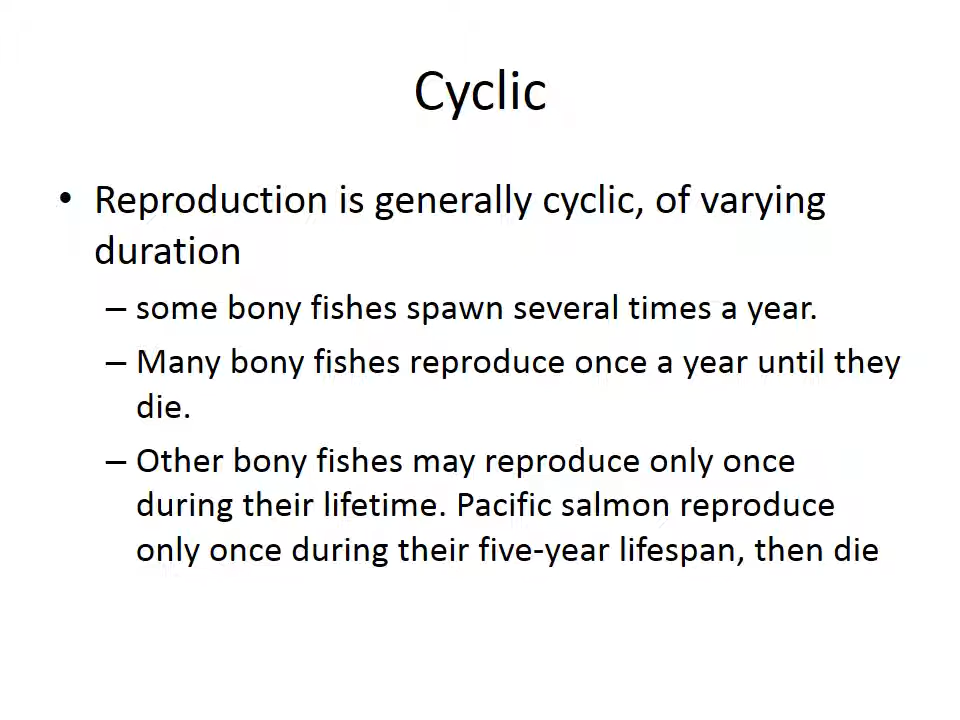 Cyclic
• Reproduction is generally cyclic, of varying
duration
– some bony fishes spawn several times a year.
– Many bony fishes reproduce once a year until they
die.
– Other bony fishes may reproduce only once
during their lifetime. Pacific salmon reproduce
only once during their five-year lifespan, then die